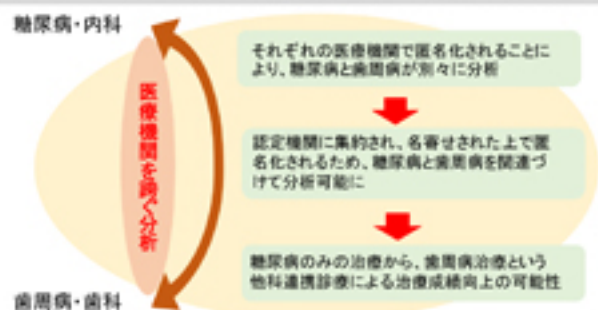 糖尿病・内科
医療機関を跨ぐ分析
歯周病・歯科
それぞれの医療機関で匿名化されることに
より、糖尿病と歯周病が別々に分析
認定機関に集約され、名寄せされた上で匿
名化されるため、糖尿病と歯周病を関連づ
けて分析可能に
糖尿病のみの治療から、歯周病治療という
他科連携診療による治療成績向上の可能性